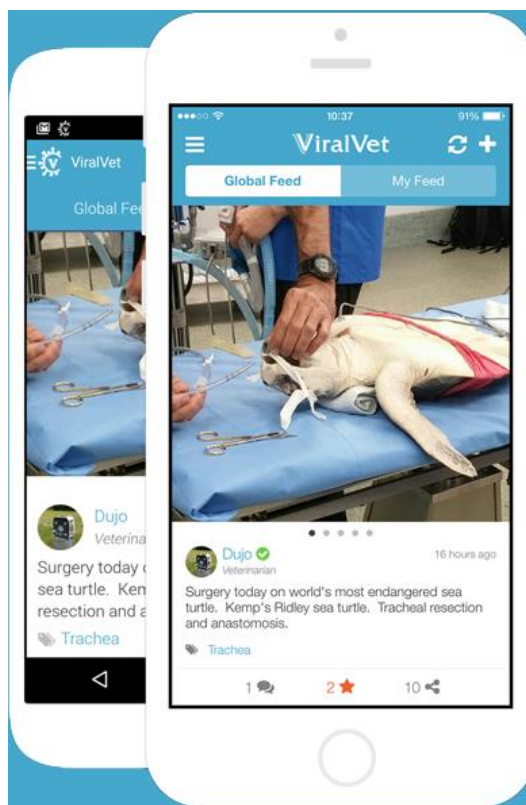 ViralVet
Global Fee
Dujo
Veterina
Surgery today
sea turtle. Kem
resection and a
Trachea
10:37
91%
ViralVet
Global Feed
My Feed
Dujo
16 hours ago
Veterinarian
Surgery today on world's most endangered sea
turtle. Kemp's Ridley sea turtle. Tracheal resection
and anastomosis.
Trachea
1
2
10